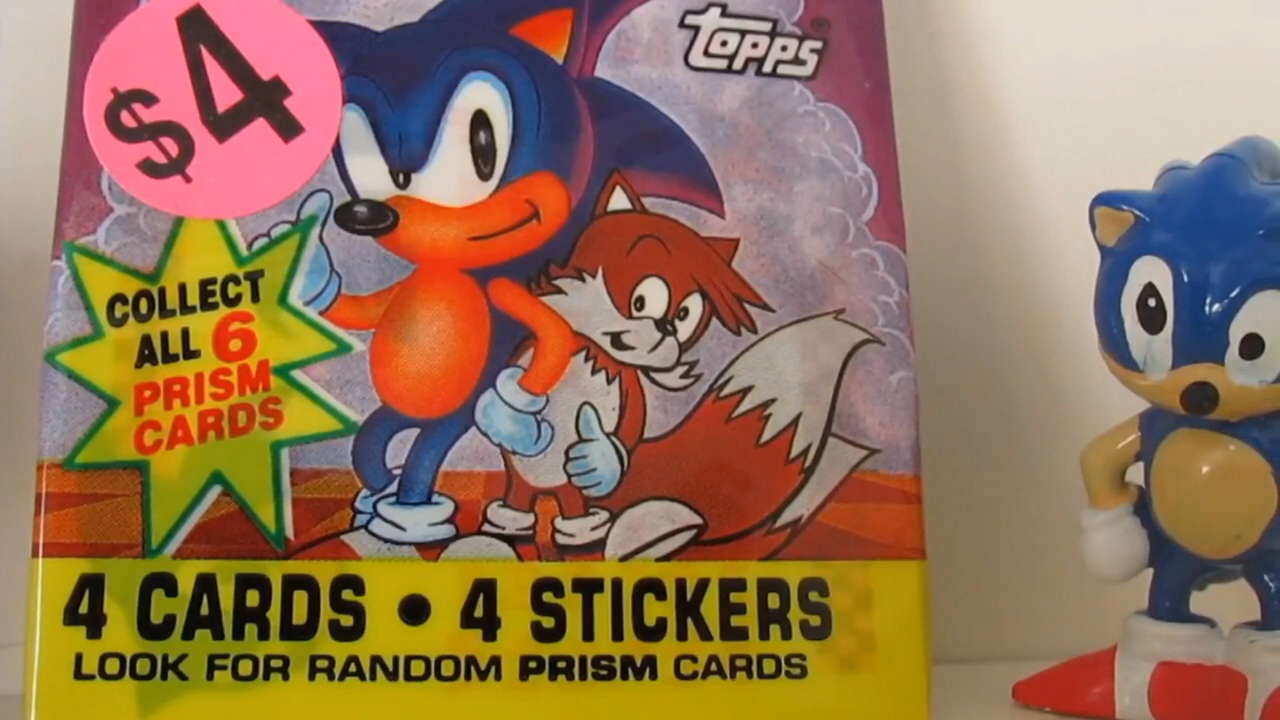 $4
topps®
COLLECT
ALL 6
PRISM
CARDS
4 CARDS • 4 STICKERS
LOOK FOR RANDOM PRISM CARDS